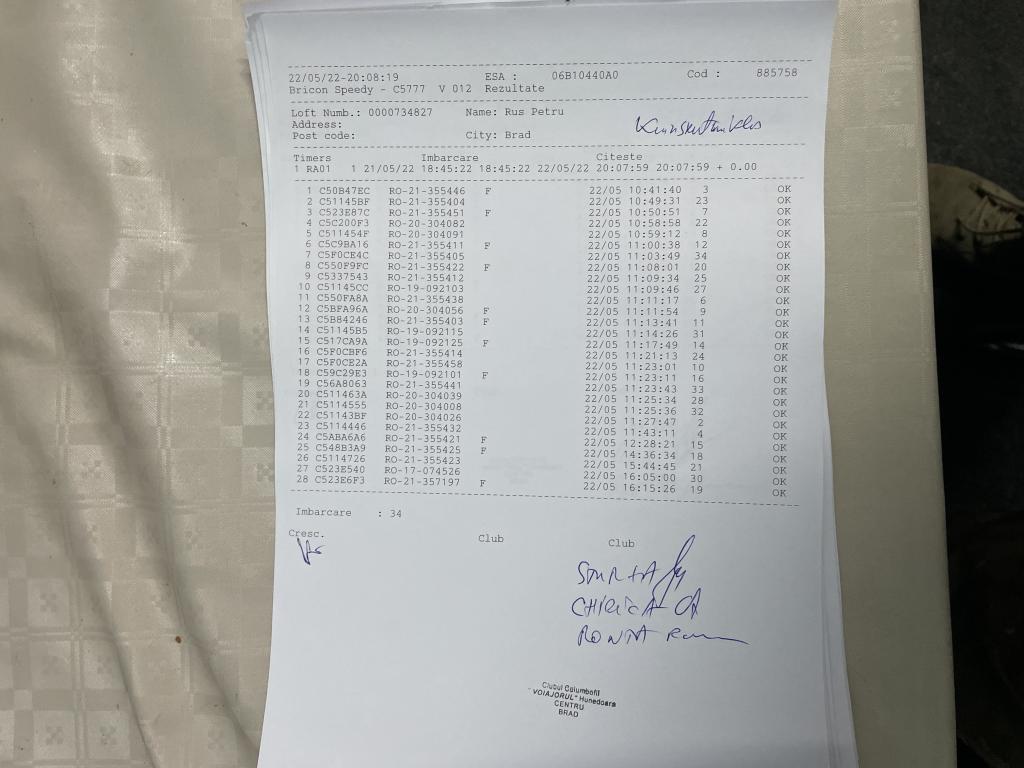 22/05/22-20:08:19 ESA : 06B10440A0 Cod : 885758
Bricon Speedy - C5777 V 012 Rezultate
Loft Numb.: 0000734827 Name: Rus Petru
Address:
Post code: City: Brad
Timers Imbarcare Citeste
1 RA01 1 21/05/22 18:45:22 18:45:22 22/05/22 20:07:59 20:07:59 + 0.00
1 C50B47EC RO-21-355446 F 22/05 10:41:40 3 OK
2 C51145BF RO-21-355404 22/05 10:49:31 23 OK
3 C523E87C RO-21-355451 F 22/05 10:50:51 7 OK
4 C5C200F3 RO-20-304082 22/05 10:58:58 22 OK
5 C511454F RO-20-304091 22/05 10:59:12 8 OK
6 C5C9BA16 RO-21-355411 F 22/05 11:00:38 12 OK
7 C5F0CE4C RO-21-355405 22/05 11:03:49 34 OK
8 C550F9FC RO-21-355422 F 22/05 11:08:01 20 OK
9 C5337543 RO-21-355412 22/05 11:09:34 25 OK
10 C51145CC RO-19-092103 22/05 11:09:46 27 OK
11 C550FA8A RO-21-355438 22/05 11:11:17 6 OK
12 C5BFA96A RO-20-304056 F 22/05 11:11:54 9 OK
13 C5B84246 RO-21-355403 F 22/05 11:13:41 11 OK
14 C51145B5 RO-19-092115 22/05 11:14:26 31 OK
15 C517CA9A RO-19-092125 F 22/05 11:17:49 14 OK
16 C5F0CBF6 RO-21-355414 22/05 11:21:13 24 OK
17 C5F0CE2A RO-21-355458 22/05 11:23:01 10 OK
18 C59C29E3 RO-19-092101 F 22/05 11:23:11 16 OK
19 C56A8063 RO-21-355441 22/05 11:23:43 33 OK
20 C511463A RO-20-304039 22/05 11:25:34 28 OK
21 C5114555 RO-20-304008 22/05 11:25:36 32 OK
22 C51143BF RO-20-304026 22/05 11:27:47 2 OK
23 C5114446 RO-21-355432 22/05 11:43:11 4 OK
24 C5ABA6A6 RO-21-355421 F 22/05 12:28:21 15 OK
25 C548B3A9 RO-21-355425 F 22/05 14:36:34 18 OK
26 C5114726 RO-21-355423 22/05 15:44:45 21 OK
27 C523E540 RO-17-074526 22/05 16:05:00 30 OK
28 C523E6F3 RO-21-357197 F 22/05 16:15:26 19 OK
Imbarcare : 34
Cresc. Club Club
Clubul Columbofil
"VOIAJORUL" Hunedoara
CENTRU
BRAD